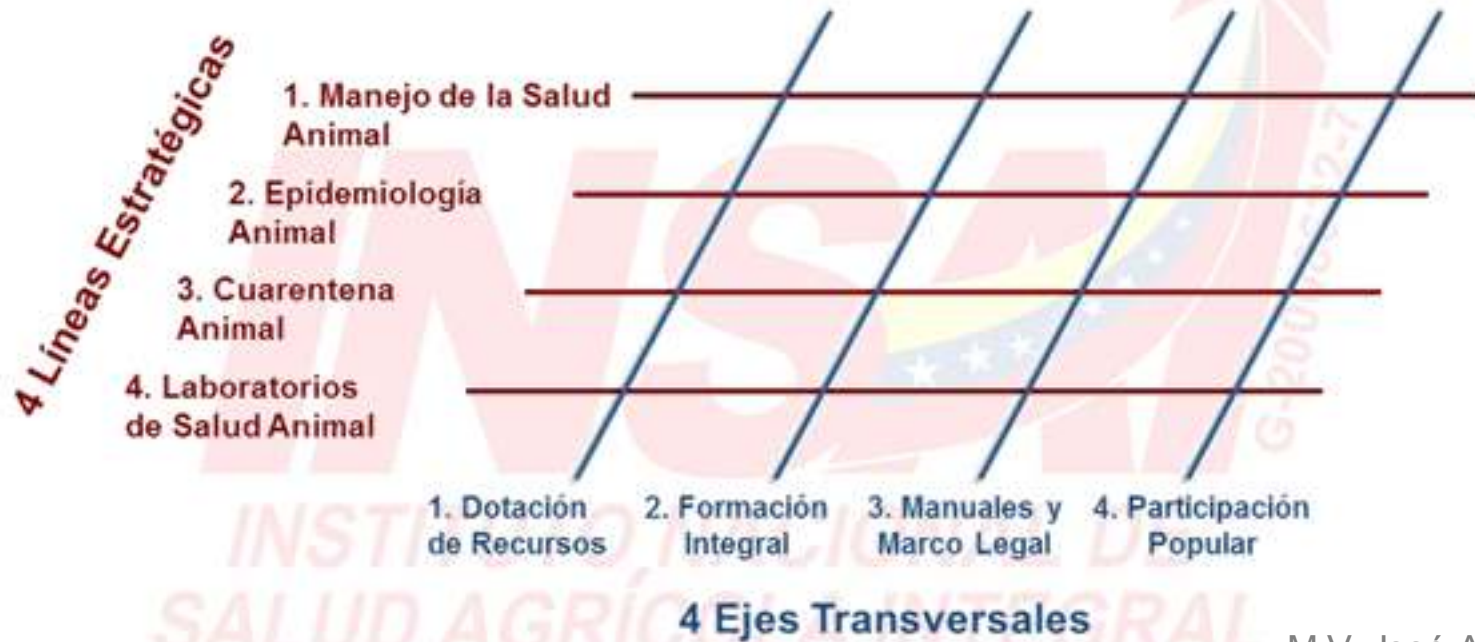 4 Líneas Estratégicas
1. Manejo de la Salud
Animal
2. Epidemiología
Animal
3. Cuarentena
Animal
4. Laboratorios
de Salud Animal
1. Dotación
de Recursos
2. Formación
Integral
3. Manuales y
Marco Legal
4. Participación
Popular
4 Ejes Transversales
INSAI
INSTITUTO NACIONAL DE
SALUD AGRÍCOLA INTEGRAL